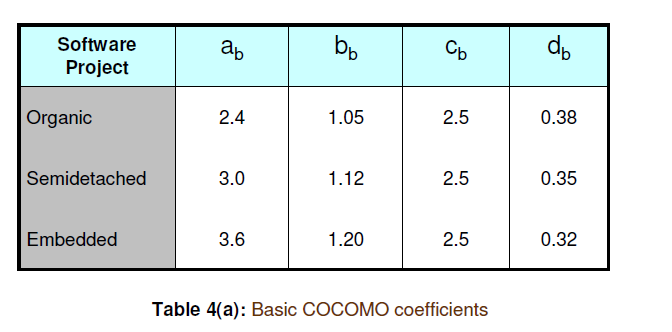 Software Project a_b b_b c_b d_b
Organic 2.4 1.05 2.5 0.38
Semidetached 3.0 1.12 2.5 0.35
Embedded 3.6 1.20 2.5 0.32
Table 4(a): Basic COCOMO coefficients